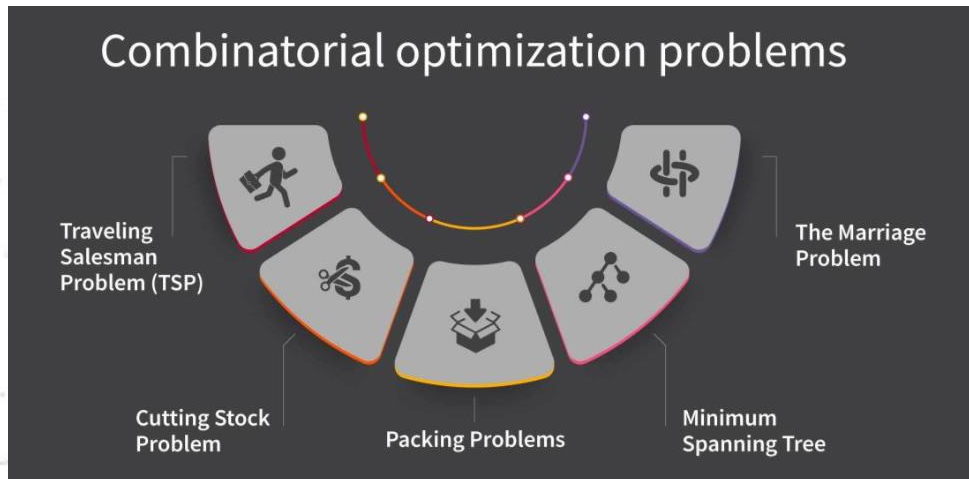 Combinatorial optimization problems
Traveling
Salesman
Problem (TSP)
Cutting Stock
Problem
Packing Problems
Minimum
Spanning Tree
The Marriage
Problem